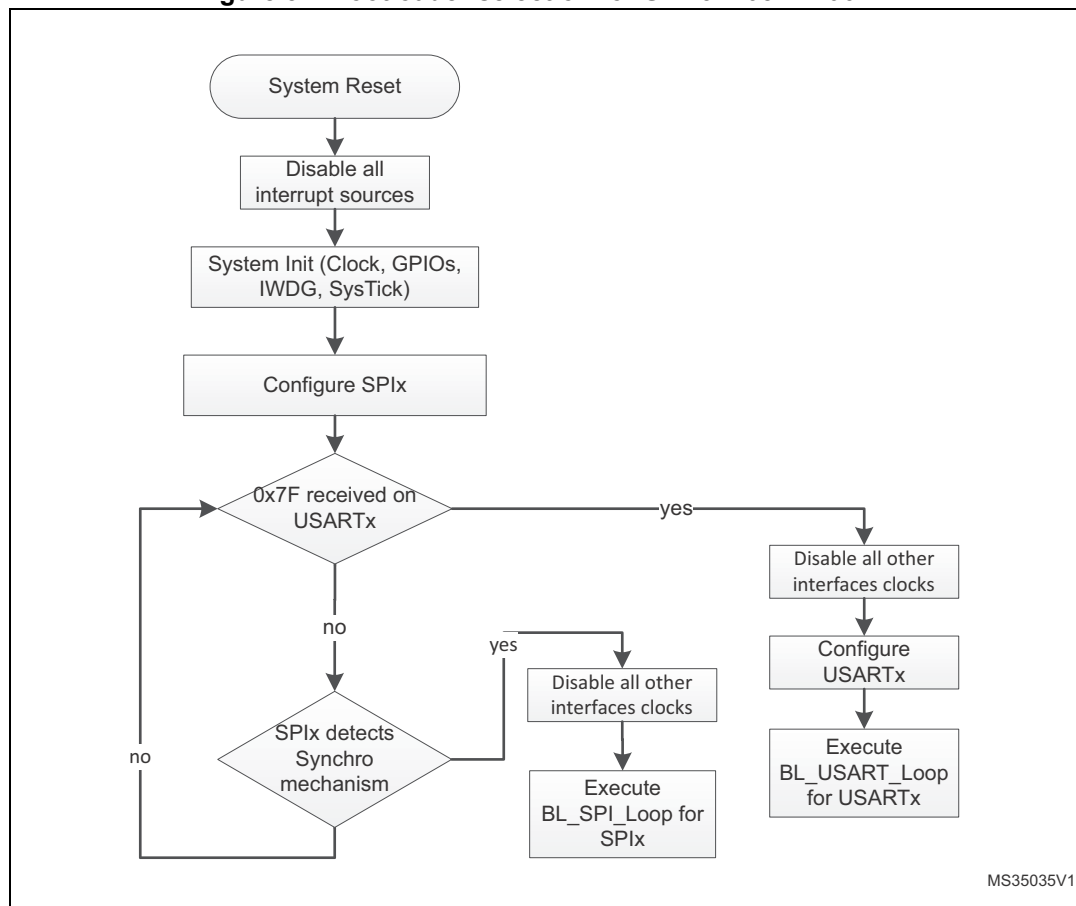 System Reset
Disable all
interrupt sources
System Init (Clock, GPIOs,
IWDG, SysTick)
Configure SPIx
0x7F received on
USARTx
yes
Disable all other
interfaces clocks
Configure
USARTx
Execute
BL_USART_Loop
for USARTx
no
SPIx detects
Synchro
mechanism
yes
Disable all other
interfaces clocks
Execute
BL_SPI_Loop for
SPIx
no
MS35035V1